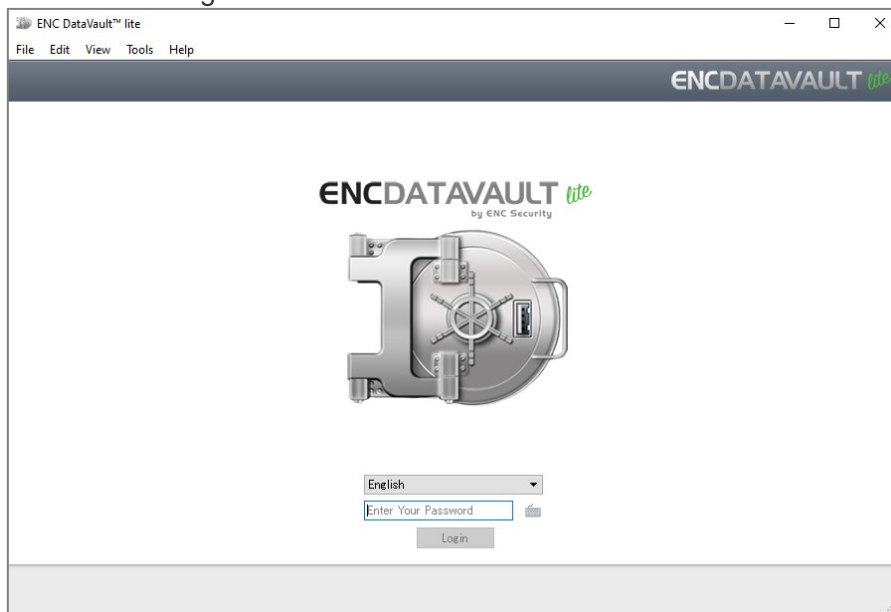 ENC DataVault™ lite
File Edit View Tools Help
ENCDATAVAULT lite
ENCDATAVAULT lite
by ENC Security
English
Enter Your Password
Login